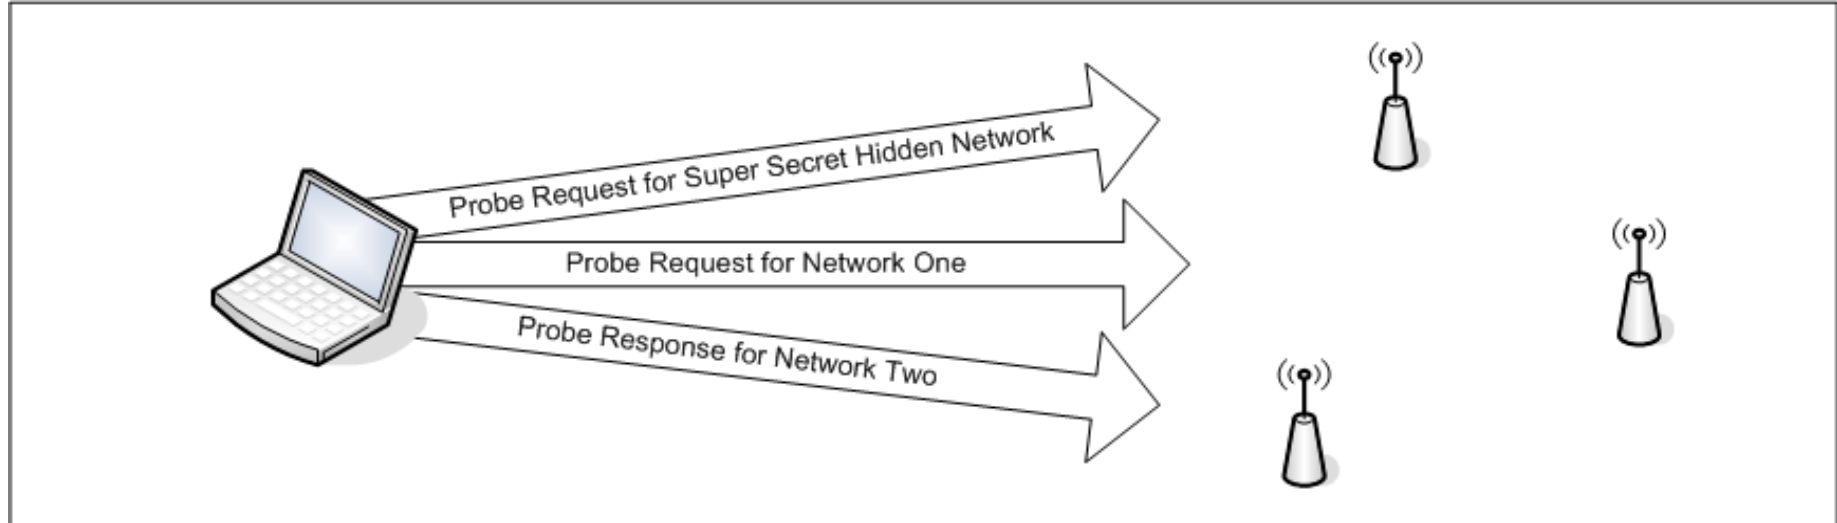 Probe Request for Super Secret Hidden Network
Probe Request for Network One
Probe Response for Network Two